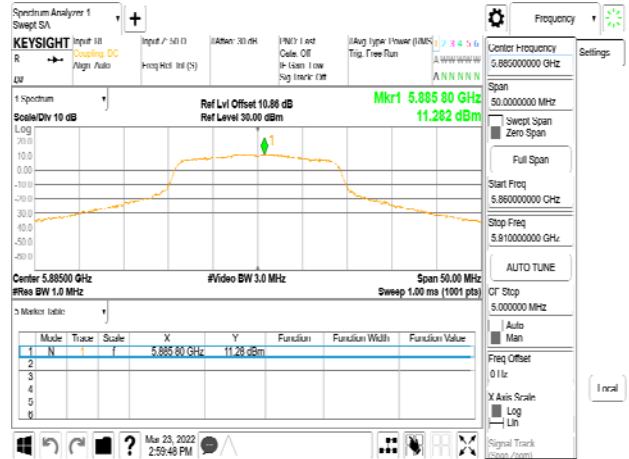 Spectrum Analyzer 1
Swept SA
+
Frequency
KEYSIGHT
Input: RF
Input Z: 50 Ω
#Atten: 30 dB
PNO: Fast
#Avg Type: Power (RMS)
1 2 3 4 5 6
R
Coupling: DC
Gate: Off
Trig: Free Run
A W W W W W
Align: Auto
Freq Ref: Int (S)
IF Gain: Low
Sig Track: Off
A N N N N N
1 Spectrum
Ref Lvl Offset 10.86 dB
Mkr1 5.885 80 GHz
Scale/Div 10 dB
Ref Level 30.00 dBm
11.282 dBm
Log
20.0
10.0
0.00
-10.0
-20.0
-30.0
-40.0
-50.0
-60.0
1
Center 5.88500 GHz
#Video BW 3.0 MHz
Span 50.00 MHz
#Res BW 1.0 MHz
Sweep 1.00 ms (1001 pts)
5 Marker Table
Mode Trace Scale X Y Function Function Width Function Value
1 N 1 f 5.885 80 GHz 11.28 dBm
2
3
4
5
6
?
Mar 23, 2022
2:59:48 PM
Center Frequency
5.885000000 GHz
Settings
Span
50.0000000 MHz
Swept Span
Zero Span
Full Span
Start Freq
5.860000000 GHz
Stop Freq
5.910000000 GHz
AUTO TUNE
CF Step
5.000000 MHz
Auto
Man
Freq Offset
0 Hz
X Axis Scale
Log
Lin
Local
Signal Track
(Span Zoom)